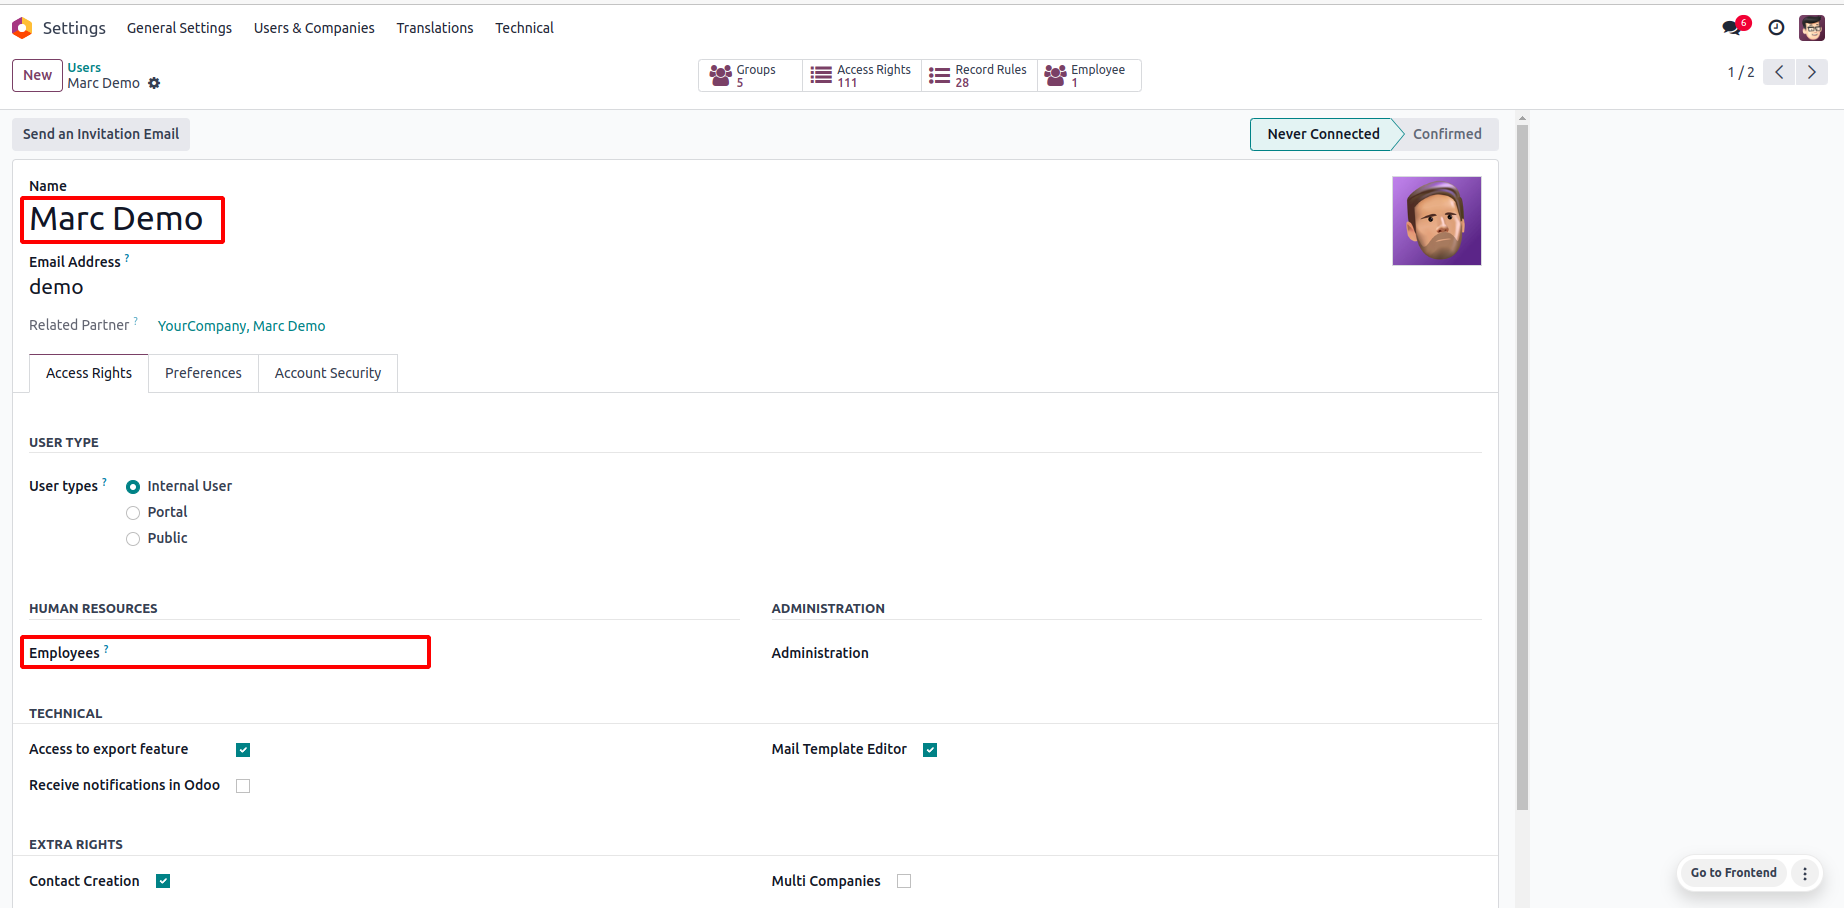 Settings General Settings Users & Companies Translations Technical 6
New Users
Marc Demo
Groups 5 Access Rights 111 Record Rules 28 Employee 1
1 / 2
Send an Invitation Email
Never Connected Confirmed
Name
Marc Demo
Email Address ?
demo
Related Partner ? YourCompany, Marc Demo
Access Rights Preferences Account Security
USER TYPE
User types ? Internal User
Portal
Public
HUMAN RESOURCES ADMINISTRATION
Employees ? Administration
TECHNICAL
Access to export feature Mail Template Editor
Receive notifications in Odoo
EXTRA RIGHTS
Go to Frontend
Contact Creation Multi Companies